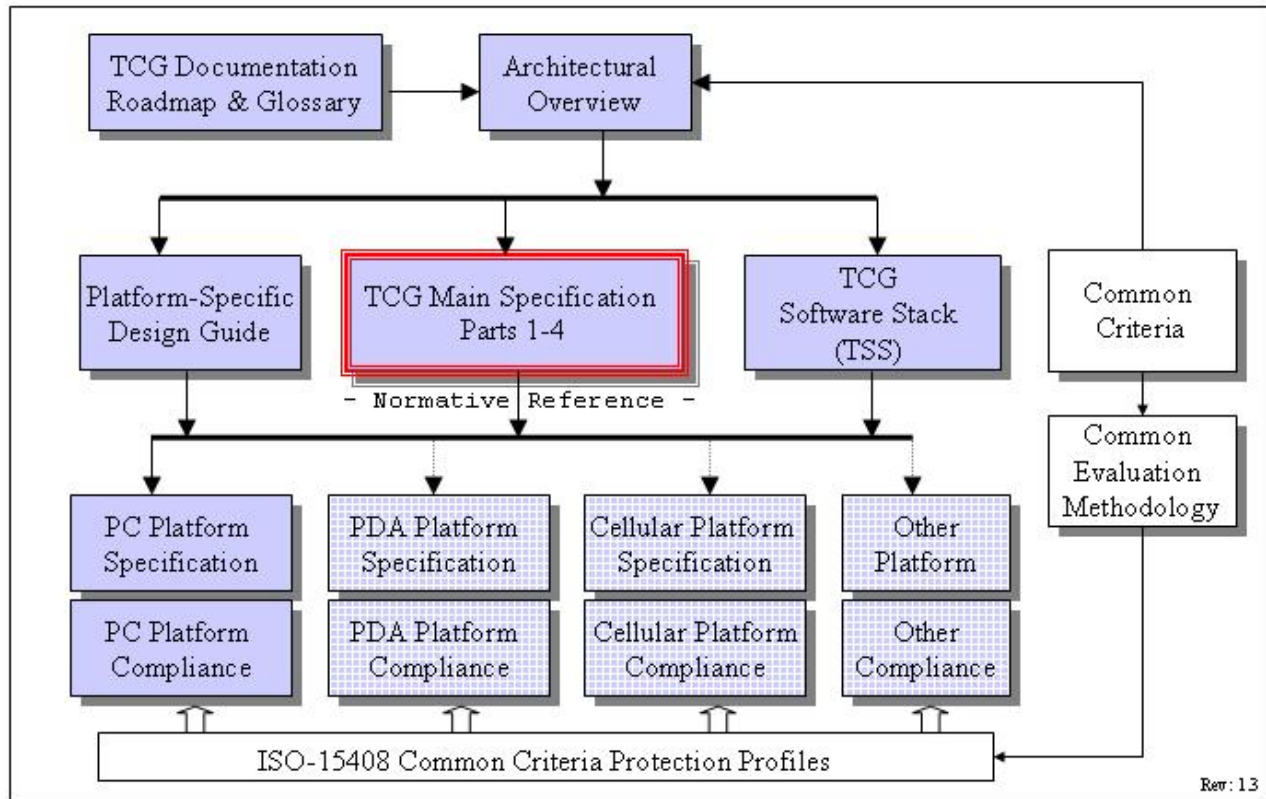 TCG Documentation
Roadmap & Glossary
Architectural
Overview
Platform-Specific
Design Guide
TCG Main Specification
Parts 1-4
- Normative Reference -
TCG
Software Stack
(TSS)
Common
Criteria
Common
Evaluation
Methodology
PC Platform
Specification
PDA Platform
Specification
Cellular Platform
Specification
Other
Platform
PC Platform
Compliance
PDA Platform
Compliance
Cellular Platform
Compliance
Other
Compliance
ISO-15408 Common Criteria Protection Profiles
Rev: 1.3